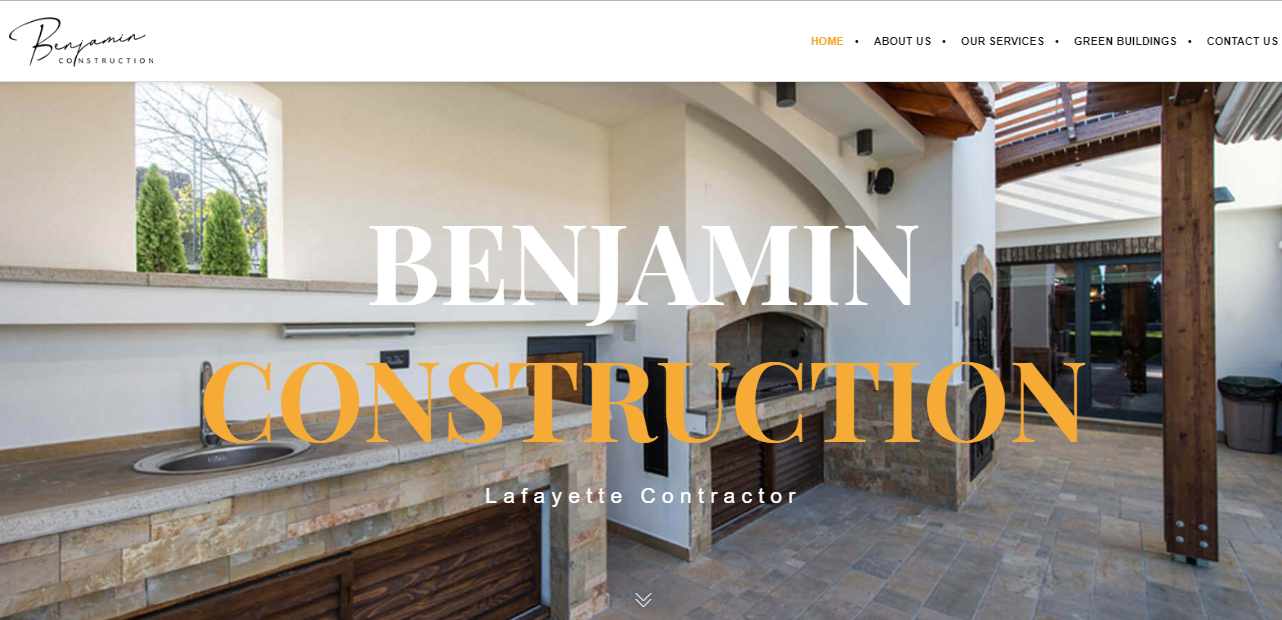 Benjamin
CONSTRUCTION
HOME • ABOUT US • OUR SERVICES • GREEN BUILDINGS • CONTACT US
BENJAMIN
CONSTRUCTION
Lafayette Contractor